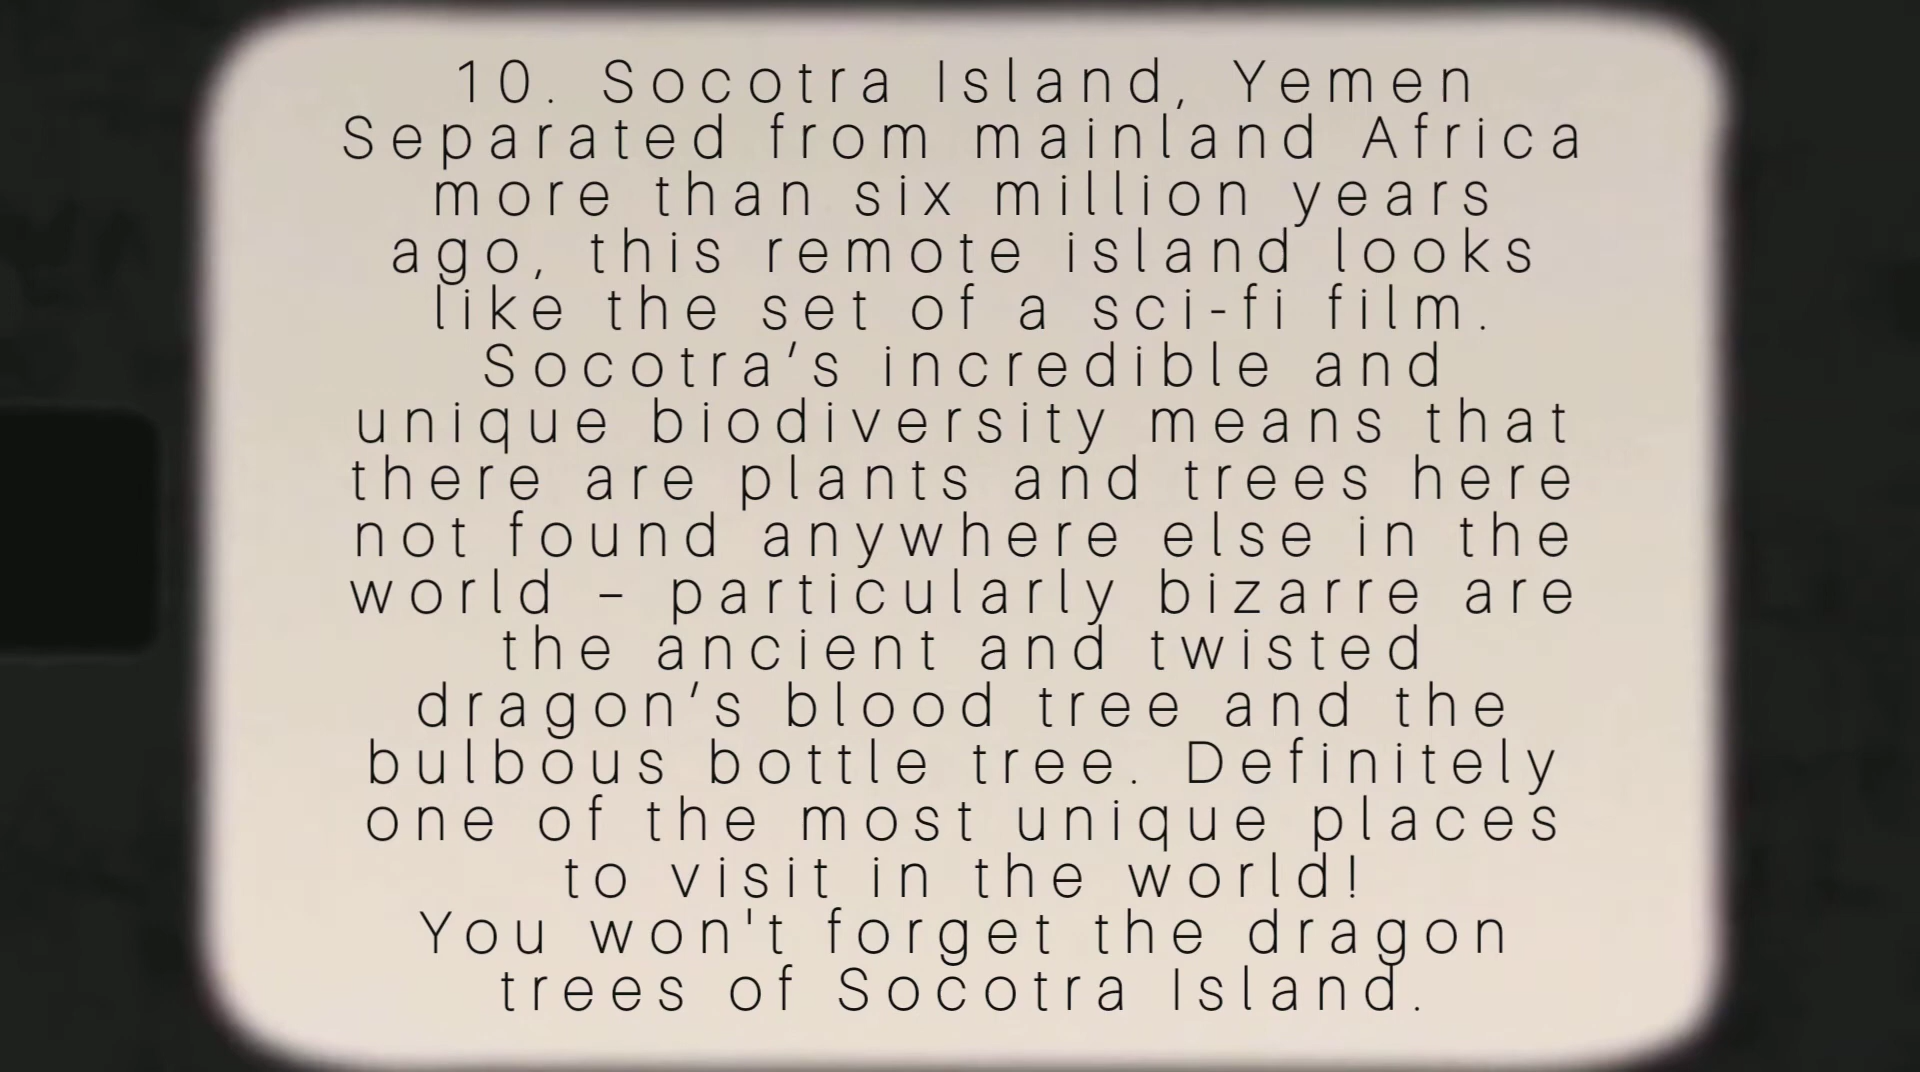 10. Socotra Island, Yemen
Separated from mainland Africa
more than six million years
ago, this remote island looks
like the set of a sci-fi film.
Socotra’s incredible and
unique biodiversity means that
there are plants and trees here
not found anywhere else in the
world – particularly bizarre are
the ancient and twisted
dragon’s blood tree and the
bulbous bottle tree. Definitely
one of the most unique places
to visit in the world!
You won't forget the dragon
trees of Socotra Island.